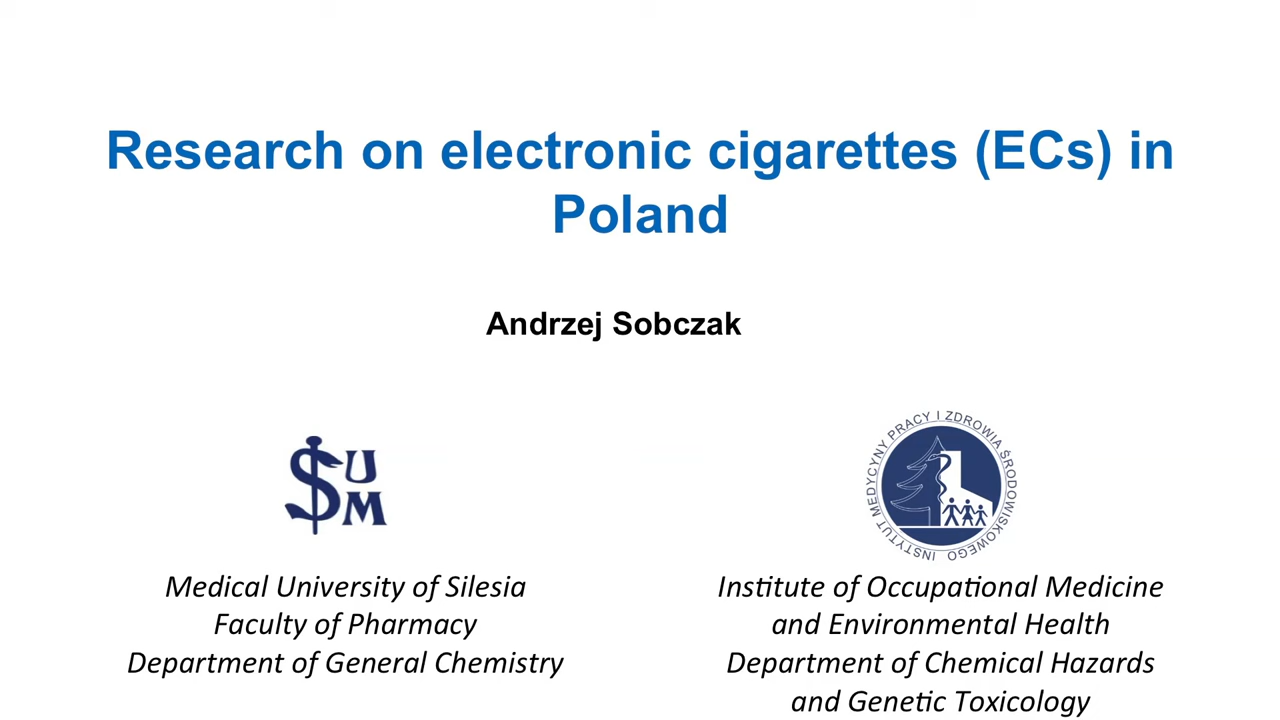 Research on electronic cigarettes (ECs) in
Poland
Andrzej Sobczak
SUM
INSTYTUT MEDYCYNY PRACY I ZDROWIA ŚRODOWISKOWEGO
Medical University of Silesia
Faculty of Pharmacy
Department of General Chemistry
Institute of Occupational Medicine
and Environmental Health
Department of Chemical Hazards
and Genetic Toxicology